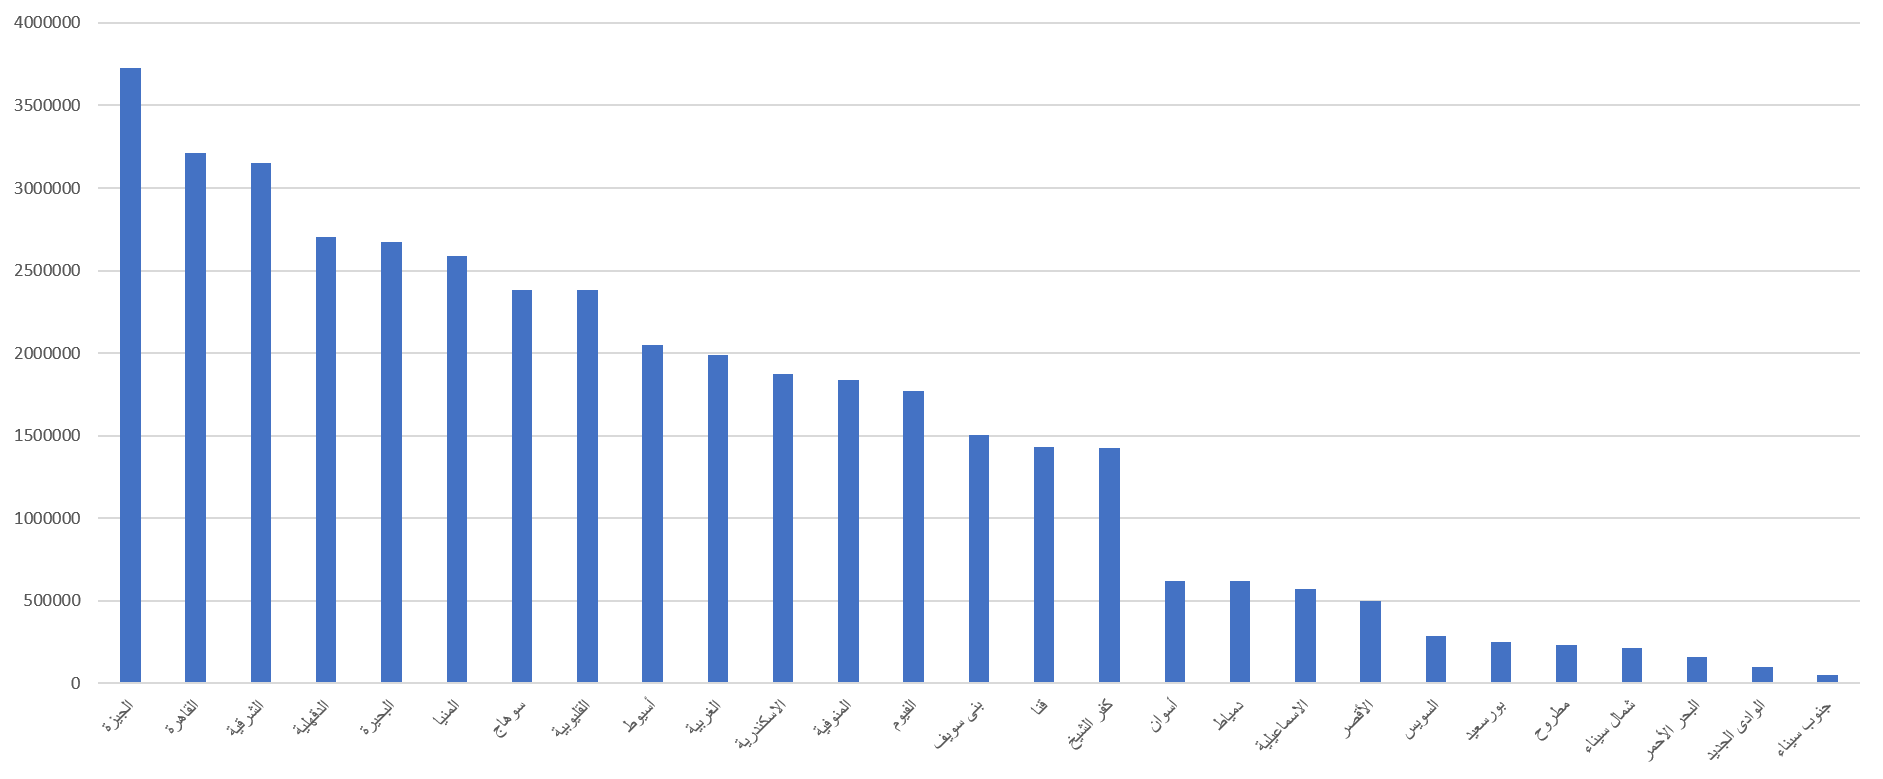 4000000
3500000
3000000
2500000
2000000
1500000
1000000
500000
0
الجيزة
القاهرة
الشرقية
الدقهلية
البحيرة
المنيا
سوهاج
القليوبية
أسيوط
الغربية
الاسكندرية
المنوفية
الفيوم
بنى سويف
قنا
كفر الشيخ
أسوان
دمياط
الاسماعيلية
الأقصر
السويس
بورسعيد
مطروح
شمال سيناء
البحر الأحمر
الوادى الجديد
جنوب سيناء